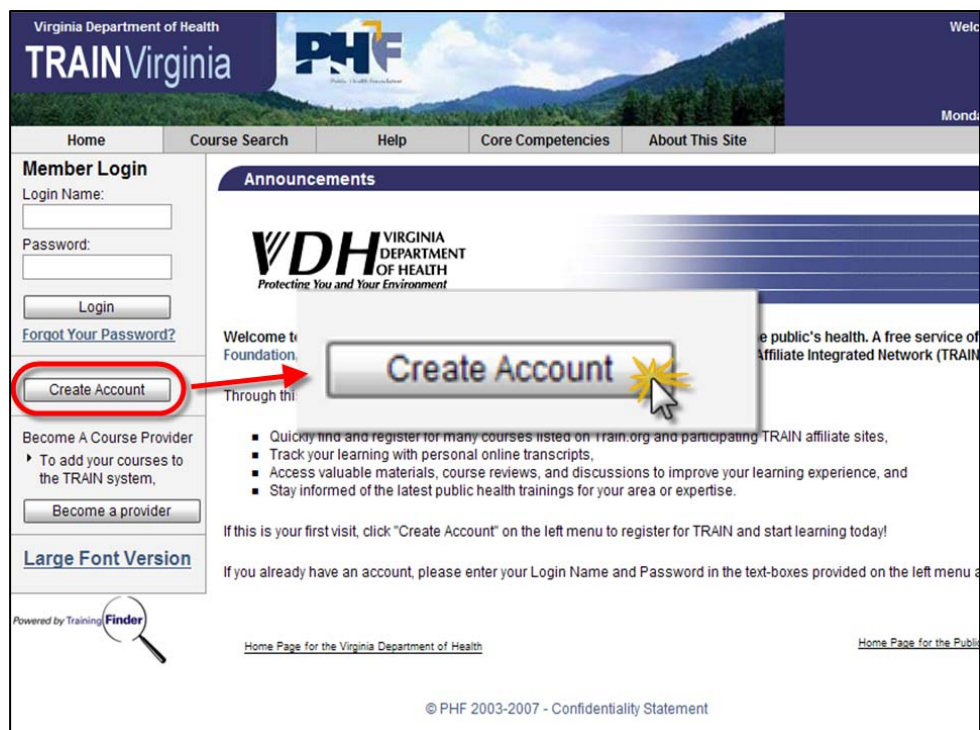 Virginia Department of Health
TRAINVirginia
PHF
Public Health Foundation
Home
Course Search
Help
Core Competencies
About This Site
Member Login
Login Name:
Password:
Login
Forgot Your Password?
Create Account
Become A Course Provider
To add your courses to
the TRAIN system,
Become a provider
Large Font Version
Powered by Training Finder
Announcements
VDH VIRGINIA
DEPARTMENT
OF HEALTH
Protecting You and Your Environment
Create Account
Welcome public's health. A free service of
Foundation, Affiliate Integrated Network (TRAIN
Through
Quickly find and register for many courses listed on Train.org and participating TRAIN affiliate sites,
Track your learning with personal online transcripts,
Access valuable materials, course reviews, and discussions to improve your learning experience, and
Stay informed of the latest public health trainings for your area or expertise.
If this is your first visit, click "Create Account" on the left menu to register for TRAIN and start learning today!
If you already have an account, please enter your Login Name and Password in the text-boxes provided on the left menu
Home Page for the Virginia Department of Health
Home Page for the
© PHF 2003-2007 - Confidentiality Statement